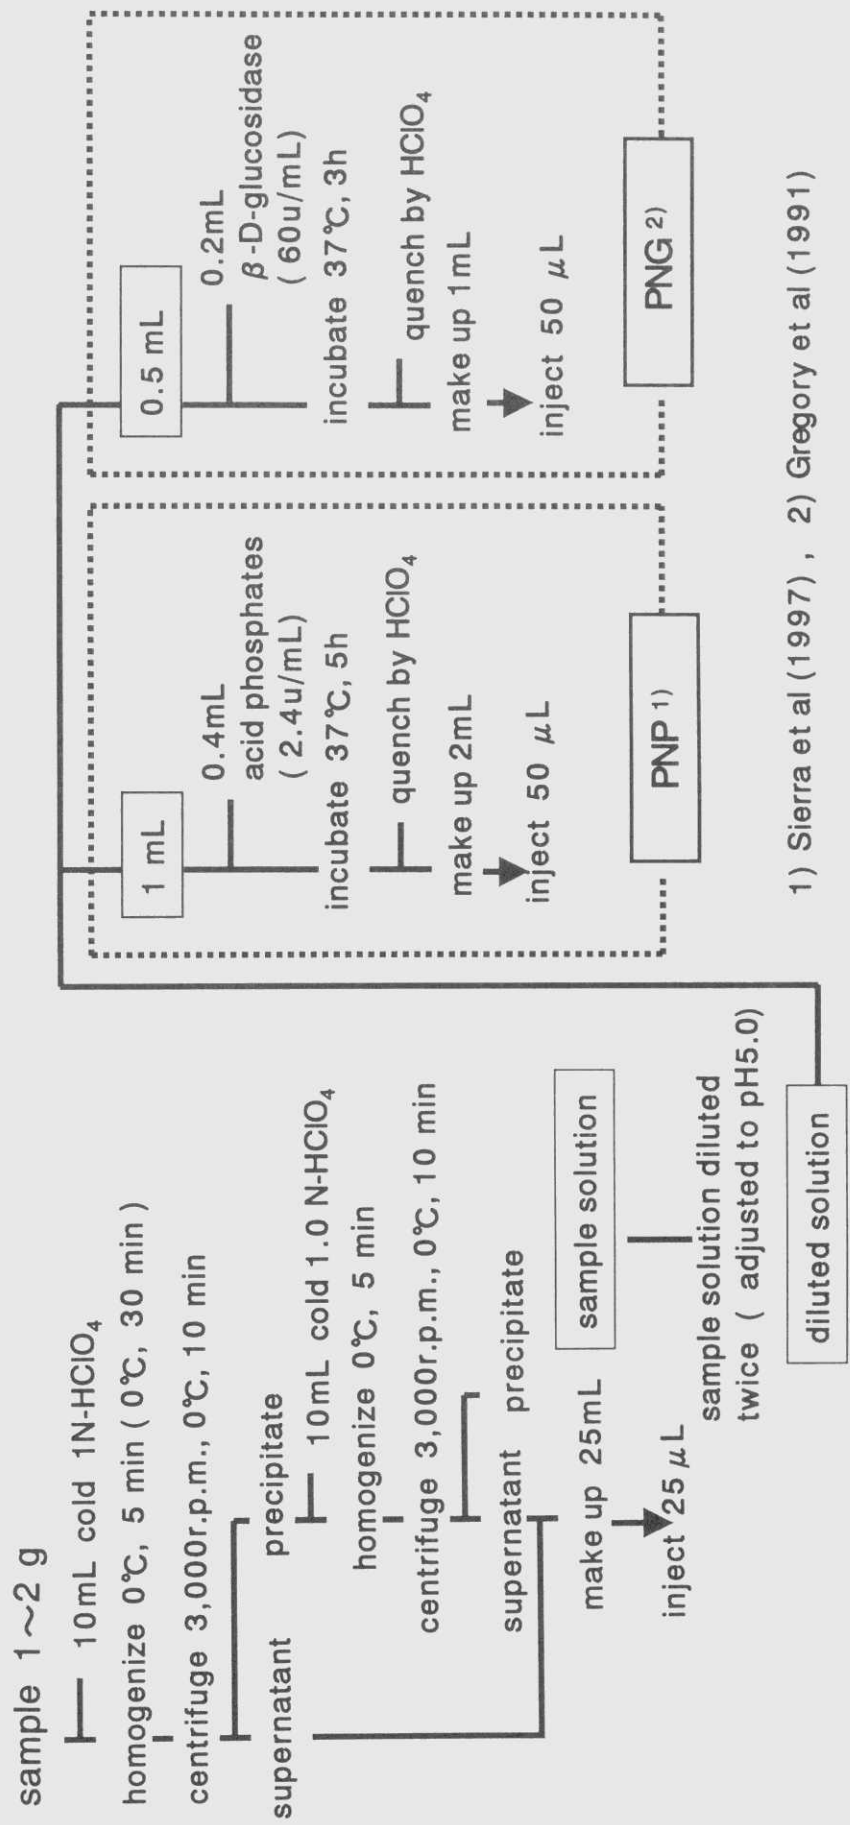 sample 1～2 g
10mL cold 1N-HClO4
homogenize 0℃, 5 min ( 0℃, 30 min )
centrifuge 3,000r.p.m., 0℃, 10 min
supernatant
precipitate
10mL cold 1.0 N-HClO4
homogenize 0℃, 5 min
centrifuge 3,000r.p.m., 0℃, 10 min
supernatant precipitate
make up 25mL
sample solution
inject 25 μL
sample solution diluted
twice ( adjusted to pH5.0)
diluted solution
1 mL
0.4mL
acid phosphates
( 2.4u/mL)
incubate 37℃, 5h
quench by HClO4
make up 2mL
inject 50 μL
PNP 1)
0.5 mL
0.2mL
β-D-glucosidase
( 60u/mL)
incubate 37℃, 3h
quench by HClO4
make up 1mL
inject 50 μL
PNG 2)
1) Sierra et al (1997) , 2) Gregory et al (1991)